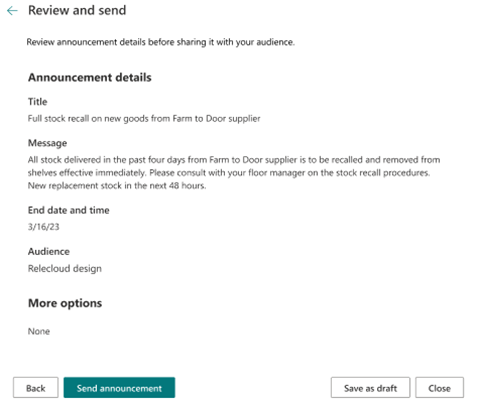 Review and send
Review announcement details before sharing it with your audience.
Announcement details
Title
Full stock recall on new goods from Farm to Door supplier
Message
All stock delivered in the past four days from Farm to Door supplier is to be recalled and removed from
shelves effective immediately. Please consult with your floor manager on the stock recall procedures.
New replacement stock in the next 48 hours.
End date and time
3/16/23
Audience
Relecloud design
More options
None
Back
Send announcement
Save as draft
Close